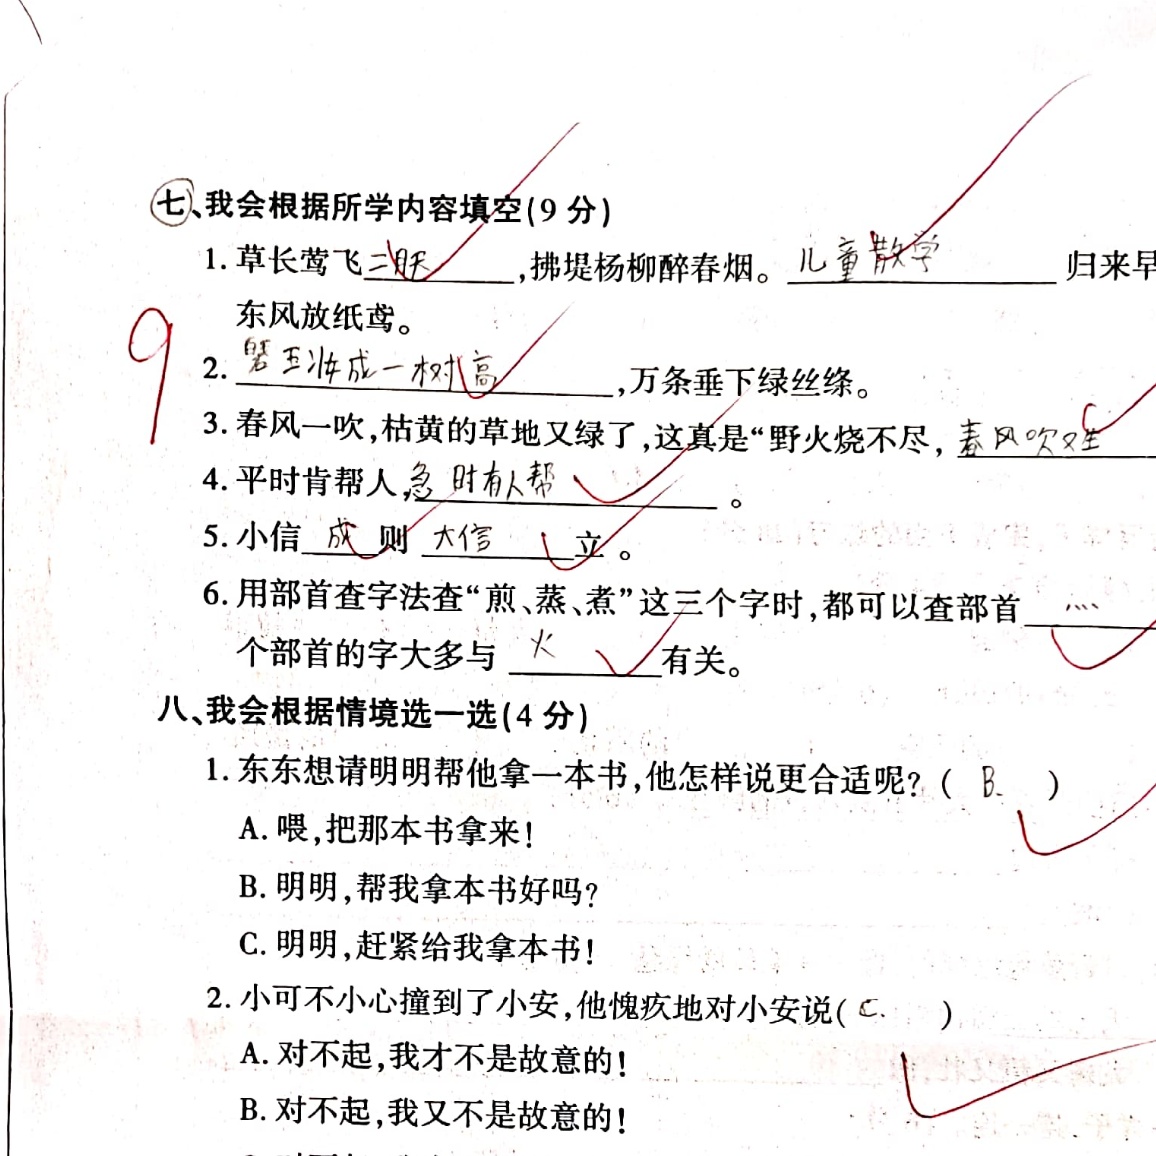 七、我会根据所学内容填空(9 分)
1. 草长莺飞二月天,拂堤杨柳醉春烟。儿童散学归来早
东风放纸鸢。
9
2. 碧玉妆成一树高,万条垂下绿丝绦。
3. 春风一吹,枯黄的草地又绿了,这真是“野火烧不尽,春风吹又生
4. 平时肯帮人,急时有人帮。
5. 小信成则大信立。
6. 用部首查字法查“煎、蒸、煮”这三个字时,都可以查部首灬
个部首的字大多与火有关。
八、我会根据情境选一选(4 分)
1. 东东想请明明帮他拿一本书,他怎样说更合适呢?( B. )
A. 喂,把那本书拿来!
B. 明明,帮我拿本书好吗?
C. 明明,赶紧给我拿本书!
2. 小可不小心撞到了小安,他愧疚地对小安说( C. )
A. 对不起,我才不是故意的!
B. 对不起,我又不是故意的!